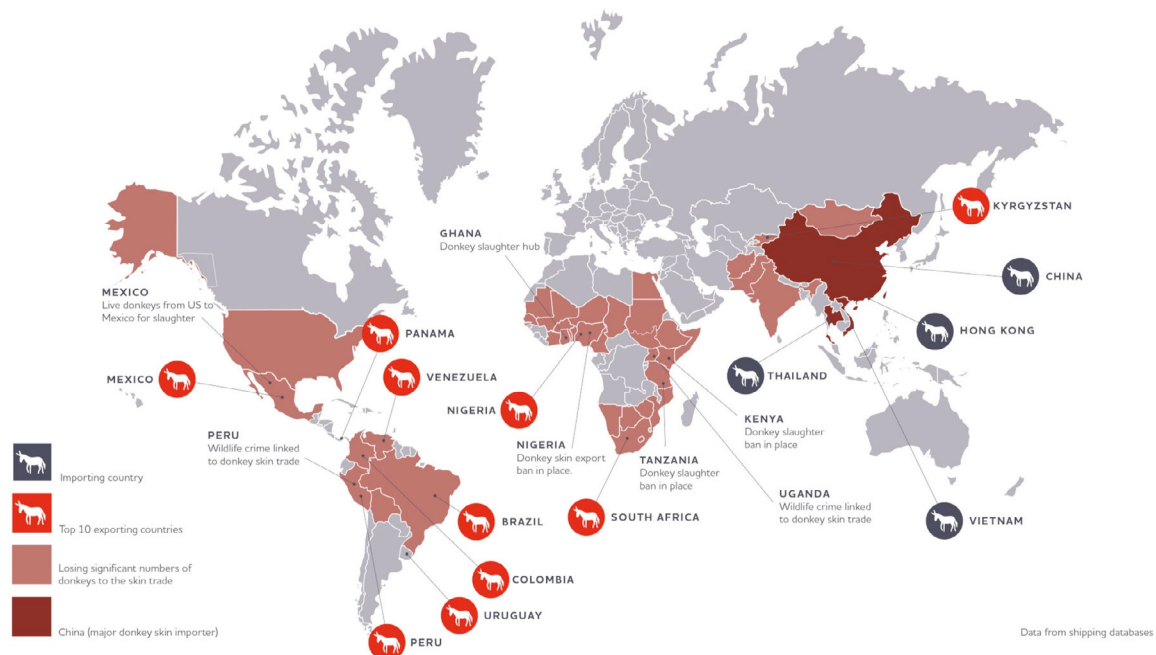 KYRGYZSTAN
GHANA
Donkey slaughter hub
CHINA
MEXICO
Live donkeys from US to
Mexico for slaughter
PANAMA
HONG KONG
MEXICO
VENEZUELA
THAILAND
NIGERIA
KENYA
Donkey slaughter
ban in place
PERU
Wildlife crime linked
to donkey skin trade
NIGERIA
Donkey skin export
ban in place.
TANZANIA
Donkey slaughter
ban in place
UGANDA
Wildlife crime linked
to donkey skin trade
BRAZIL
SOUTH AFRICA
VIETNAM
COLOMBIA
URUGUAY
PERU
Importing country
Top 10 exporting countries
Losing significant numbers of
donkeys to the skin trade
China (major donkey skin importer)
Data from shipping databases